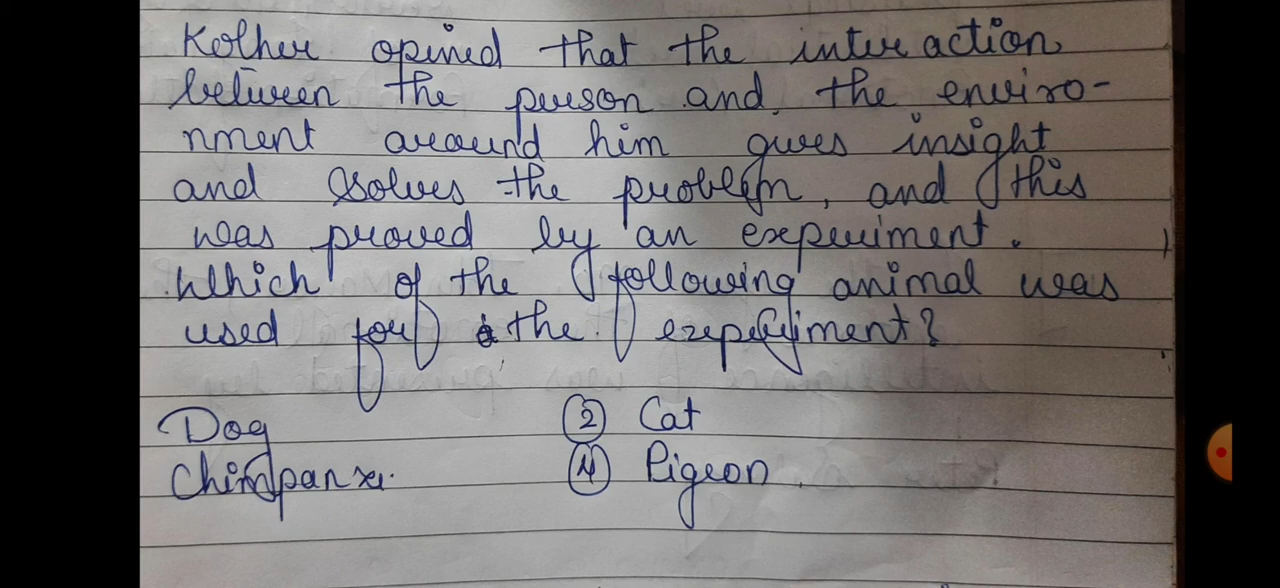 Kolher opined that the interaction
between the person and the enviro-
nment around him gives insight
and solves the problem, and this
was proved by an experiment.
Which of the following animal was
used for the experiment?
Dog ② Cat
Chimpanzi. ④ Pigeon.